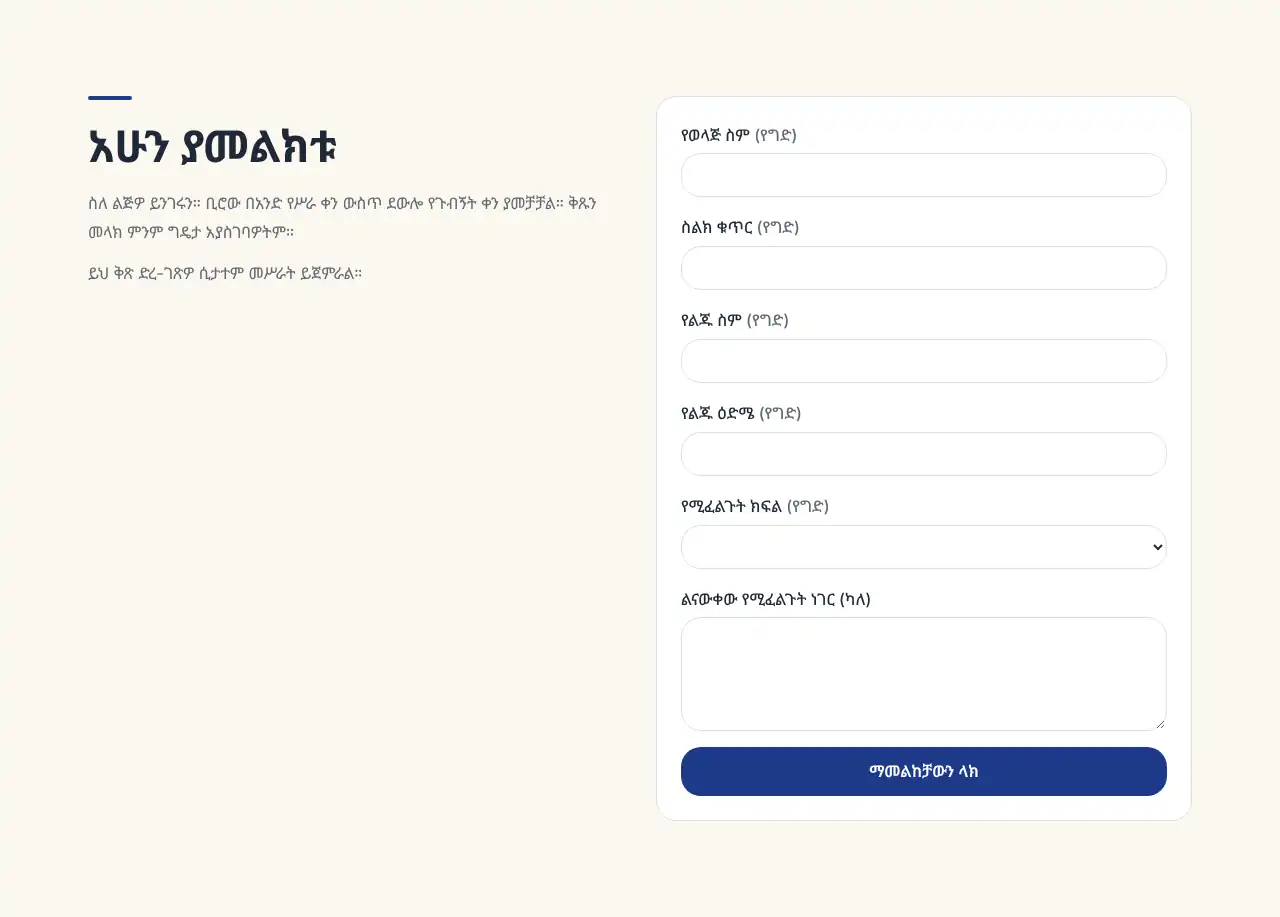 አሁን ያመልክቱ
ስለ ልጅዎ ይንገሩን። ቢሮው በአንድ የሥራ ቀን ውስጥ ደውሎ የጉብኝት ቀን ያመቻቻል። ቅጹን
መላክ ምንም ግዴታ አያስገባዎትም።
ይህ ቅጽ ድረ-ገጽዎ ሲታተም መሥራት ይጀምራል።
የወላጅ ስም (የግድ)
ስልክ ቁጥር (የግድ)
የልጁ ስም (የግድ)
የልጁ ዕድሜ (የግድ)
የሚፈልጉት ክፍል (የግድ)
ልናውቀው የሚፈልጉት ነገር (ካለ)
ማመልከቻውን ላክ